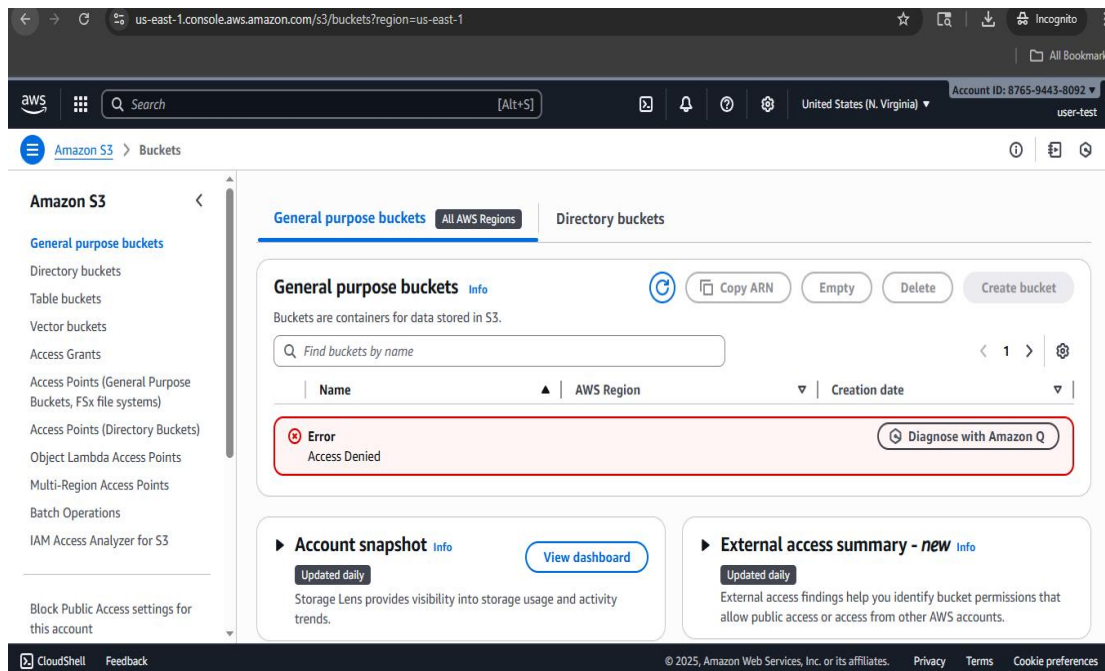 us-east-1.console.aws.amazon.com/s3/buckets?region=us-east-1
Incognito
All Bookmark
aws
Search
[Alt+S]
United States (N. Virginia)
Account ID: 8765-9443-8092
user-test
Amazon S3 > Buckets
Amazon S3
General purpose buckets
Directory buckets
Table buckets
Vector buckets
Access Grants
Access Points (General Purpose
Buckets, FSx file systems)
Access Points (Directory Buckets)
Object Lambda Access Points
Multi-Region Access Points
Batch Operations
IAM Access Analyzer for S3
Block Public Access settings for
this account
General purpose buckets All AWS Regions
Directory buckets
General purpose buckets Info
Copy ARN
Empty
Delete
Create bucket
Buckets are containers for data stored in S3.
Find buckets by name
1
Name
AWS Region
Creation date
Error
Access Denied
Diagnose with Amazon Q
Account snapshot Info
View dashboard
Updated daily
Storage Lens provides visibility into storage usage and activity
trends.
External access summary - new Info
Updated daily
External access findings help you identify bucket permissions that
allow public access or access from other AWS accounts.
CloudShell Feedback
© 2025, Amazon Web Services, Inc. or its affiliates. Privacy Terms Cookie preferences